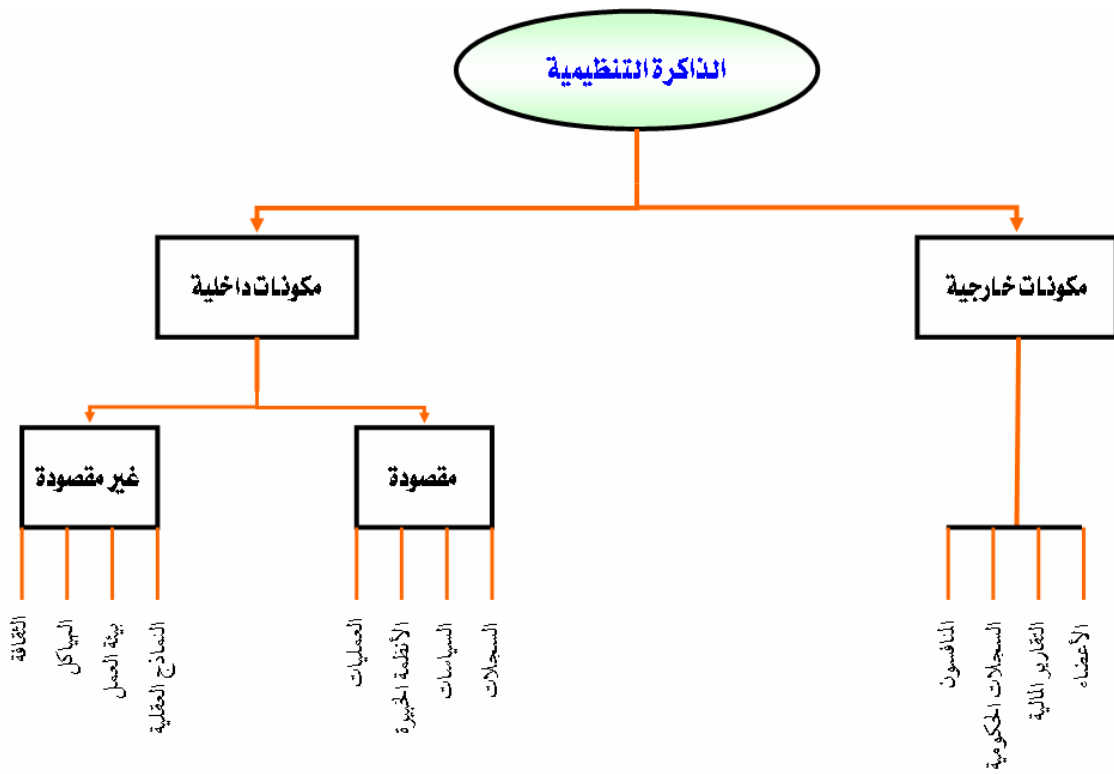 الذاكرة التنظيمية
مكونات خارجية
مكونات داخلية
مقصودة
غير مقصودة
الأعضاء
التقارير المالية
السجلات الحكومية
المنافسون
السجلات
السياسات
الأنظمة الخبيرة
العمليات
النماذج العقلية
بيئة العمل
الهياكل
الثقافة